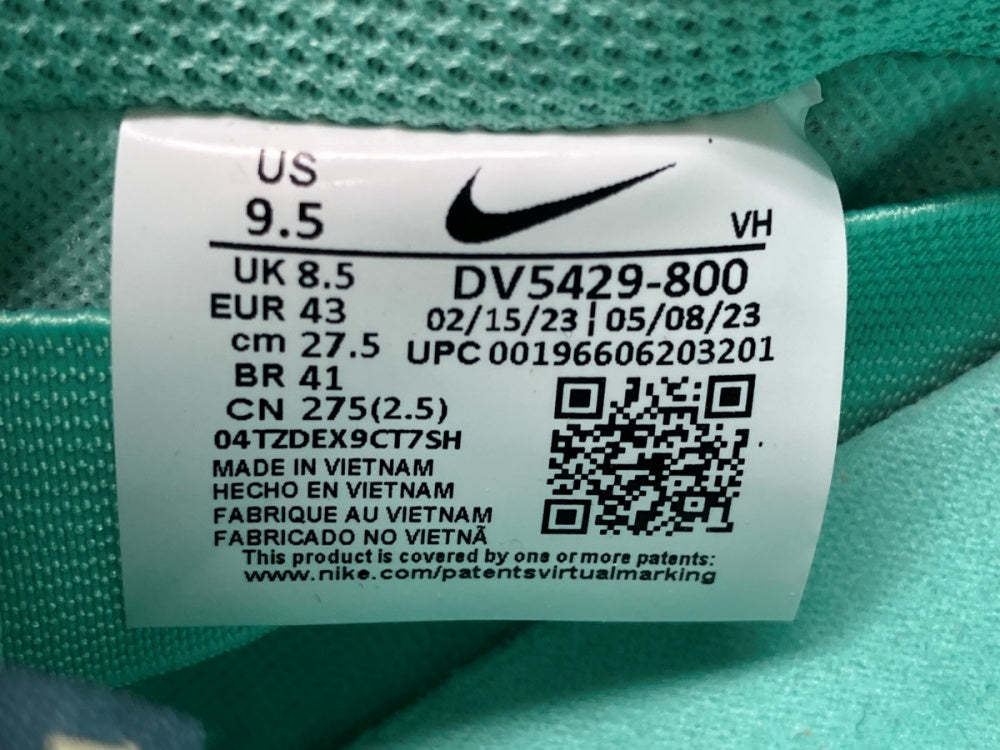 US
9.5
VH
UK 8.5
EUR 43
cm 27.5
BR 41
CN 275(2.5)
DV5429-800
02/15/23 ¦ 05/08/23
UPC 00196606203201
04TZDEX9CT7SH
MADE IN VIETNAM
HECHO EN VIETNAM
FABRIQUE AU VIETNAM
FABRICADO NO VIETNÃ
This product is covered by one or more patents:
www.nike.com/patentsvirtualmarking